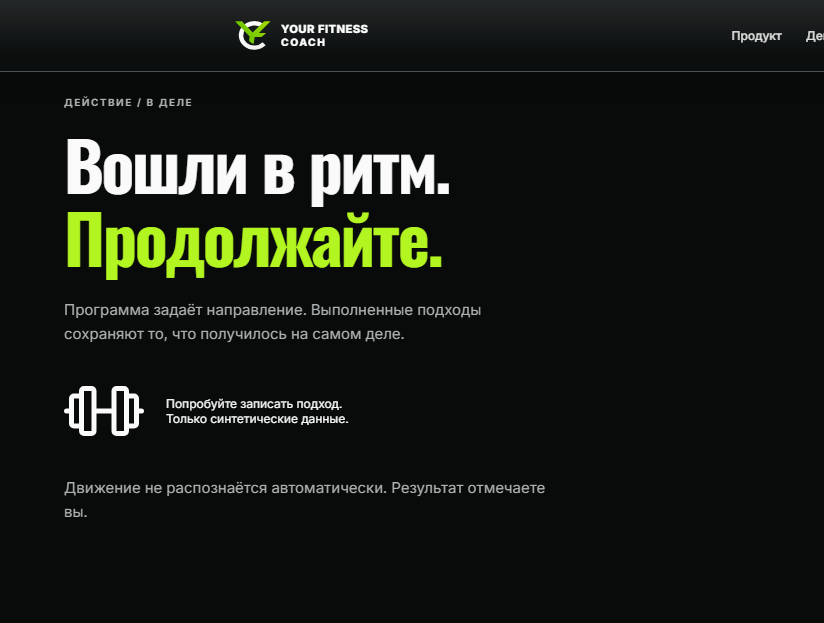 YOUR FITNESS
COACH
Продукт
ДЕЙСТВИЕ / В ДЕЛЕ
Вошли в ритм.
Продолжайте.
Программа задаёт направление. Выполненные подходы
сохраняют то, что получилось на самом деле.
Попробуйте записать подход.
Только синтетические данные.
Движение не распознаётся автоматически. Результат отмечаете
вы.